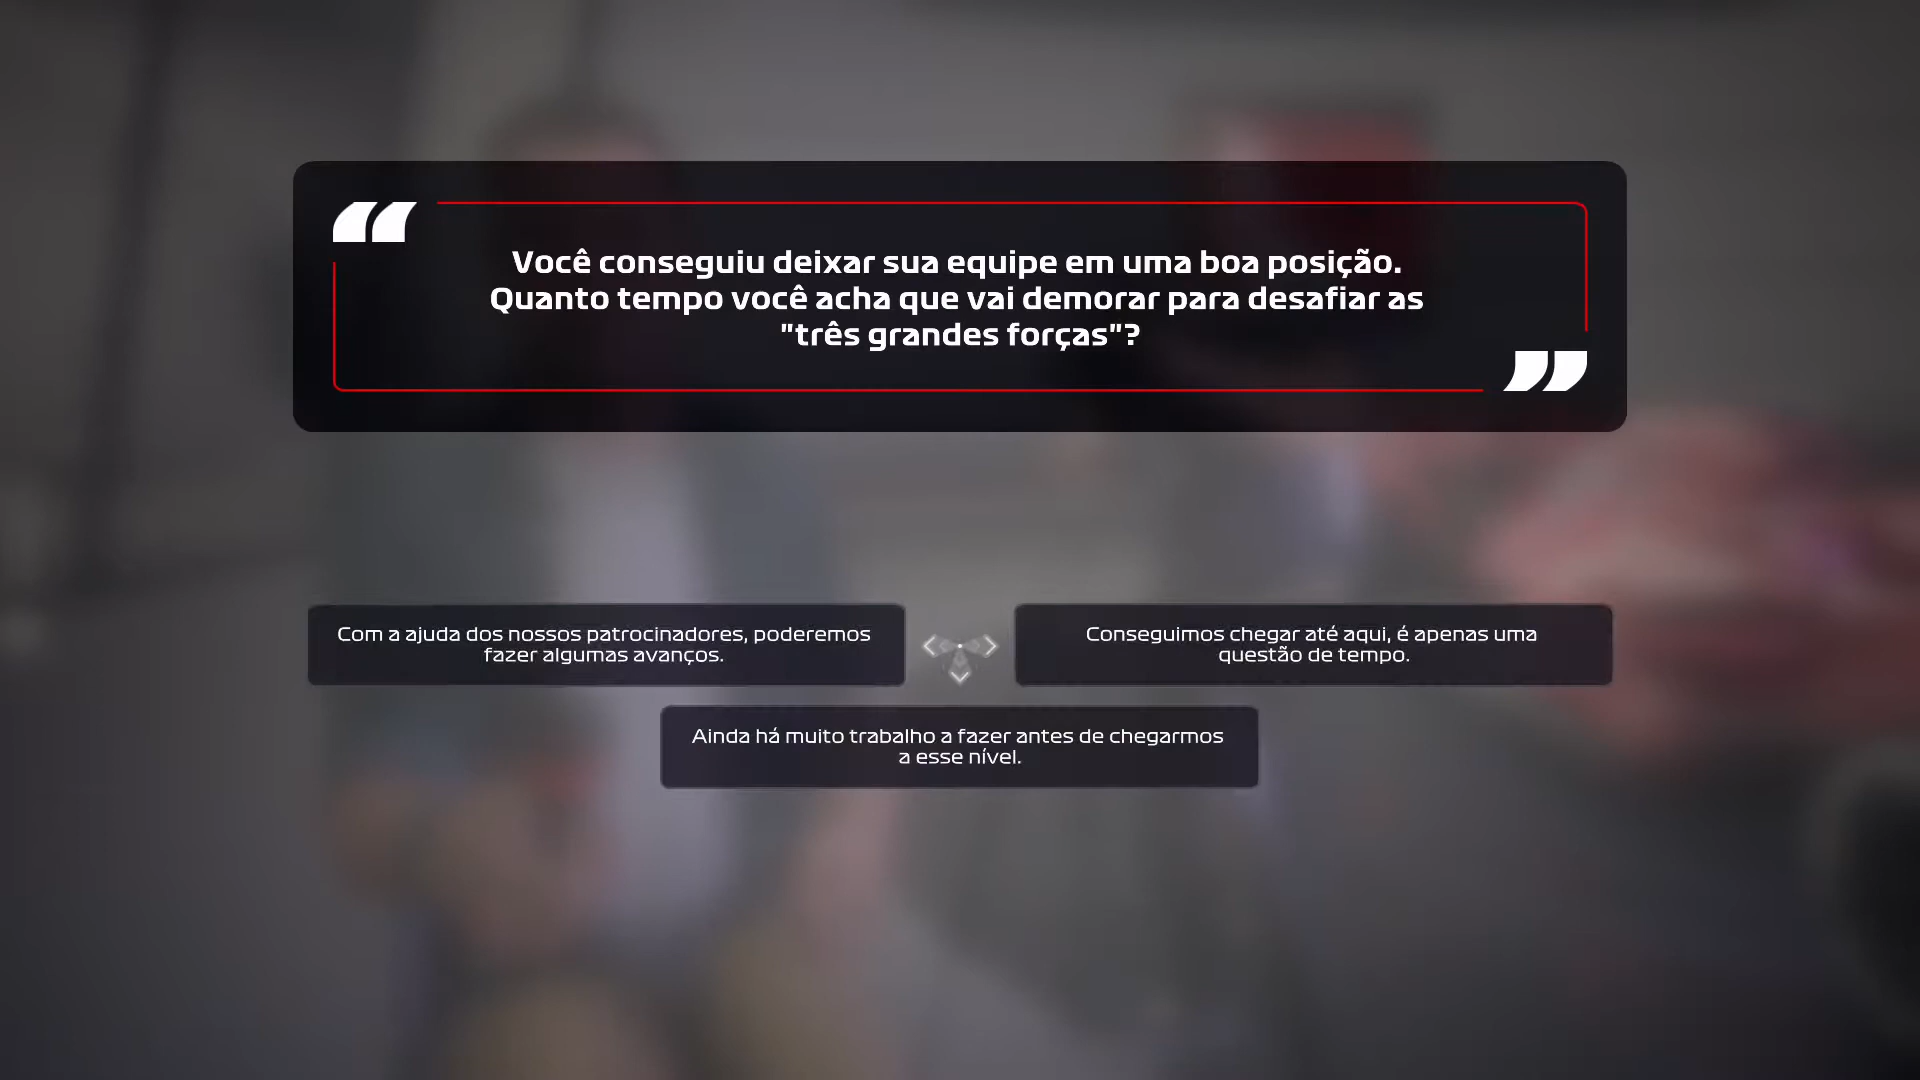 Você conseguiu deixar sua equipe em uma boa posição.
Quanto tempo você acha que vai demorar para desafiar as
"três grandes forças"?
Com a ajuda dos nossos patrocinadores, poderemos
fazer algumas avanços.
Conseguimos chegar até aqui, é apenas uma
questão de tempo.
Ainda há muito trabalho a fazer antes de chegarmos
a esse nível.